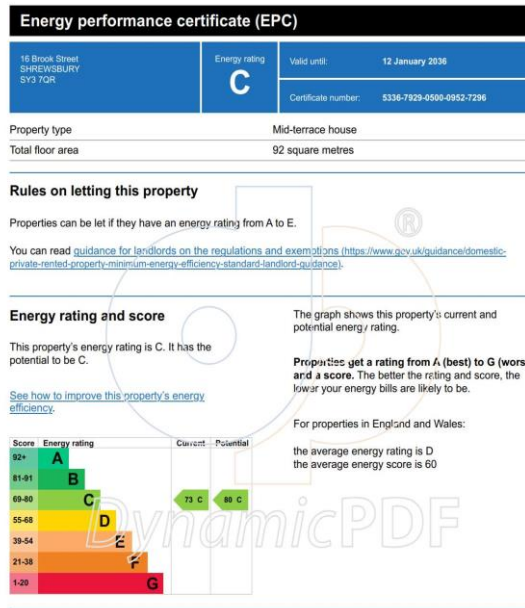 Energy performance certificate (EPC)
16 Brook Street
SHREWSBURY
SY3 7QR
Energy rating
C
Valid until:
12 January 2036
Certificate number:
5336-7929-0500-0952-7296
Property type
Mid-terrace house
Total floor area
92 square metres
Rules on letting this property
Properties can be let if they have an energy rating from A to E.
You can read guidance for landlords on the regulations and exemptions (https://www.gov.uk/guidance/domestic-
private-rented-property-minimum-energy-efficiency-standard-landlord-guidance).
Energy rating and score
This property's energy rating is C. It has the
potential to be C.
See how to improve this property's energy
efficiency.
Score Energy rating Current Potential
92+ A
81-91 B
69-80 C 73 C 80 C
55-68 D
39-54 E
21-38 F
1-20 G
The graph shows this property's current and
potential energy rating.
Properties get a rating from A (best) to G (wors
and a score. The better the rating and score, the
lower your energy bills are likely to be.
For properties in England and Wales:
the average energy rating is D
the average energy score is 60
dp ®
DynamicPDF